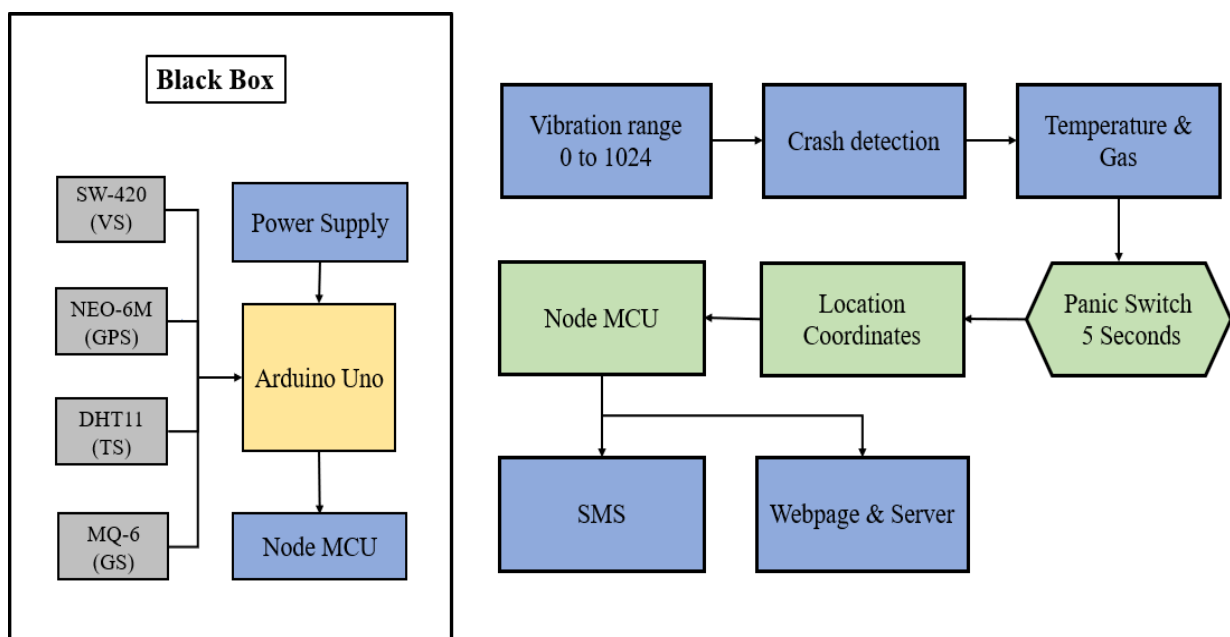 Black Box
SW-420
(VS)
NEO-6M
(GPS)
DHT11
(TS)
MQ-6
(GS)
Power Supply
Arduino Uno
Node MCU
Vibration range
0 to 1024
Crash detection
Temperature &
Gas
Panic Switch
5 Seconds
Location
Coordinates
Node MCU
SMS
Webpage & Server